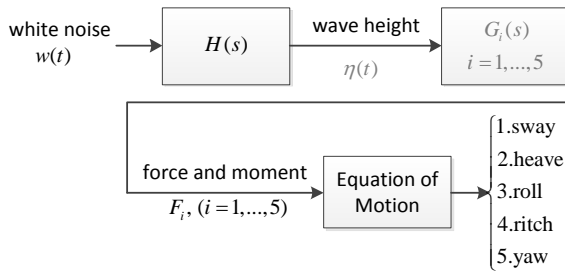 white noise
w(t)
H(s)
wave height
η(t)
G_i(s)
i = 1,...,5
force and moment
F_i, (i = 1,...,5)
Equation of
Motion
1.sway
2.heave
3.roll
4.ritch
5.yaw